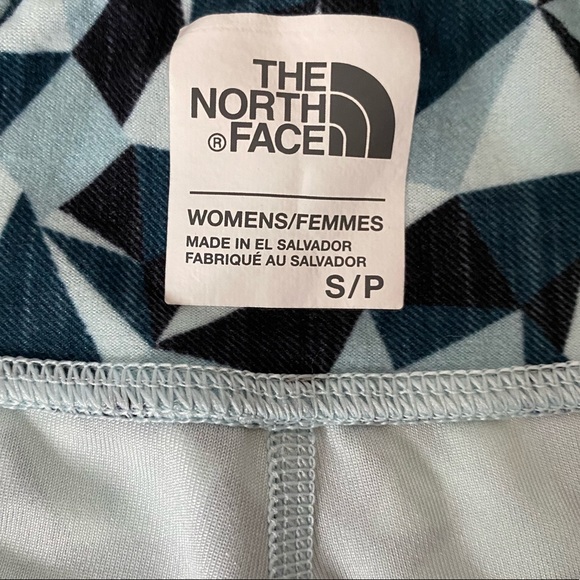 THE
NORTH
® FACE
WOMENS/FEMMES
MADE IN EL SALVADOR
FABRIQUÉ AU SALVADOR
S/P